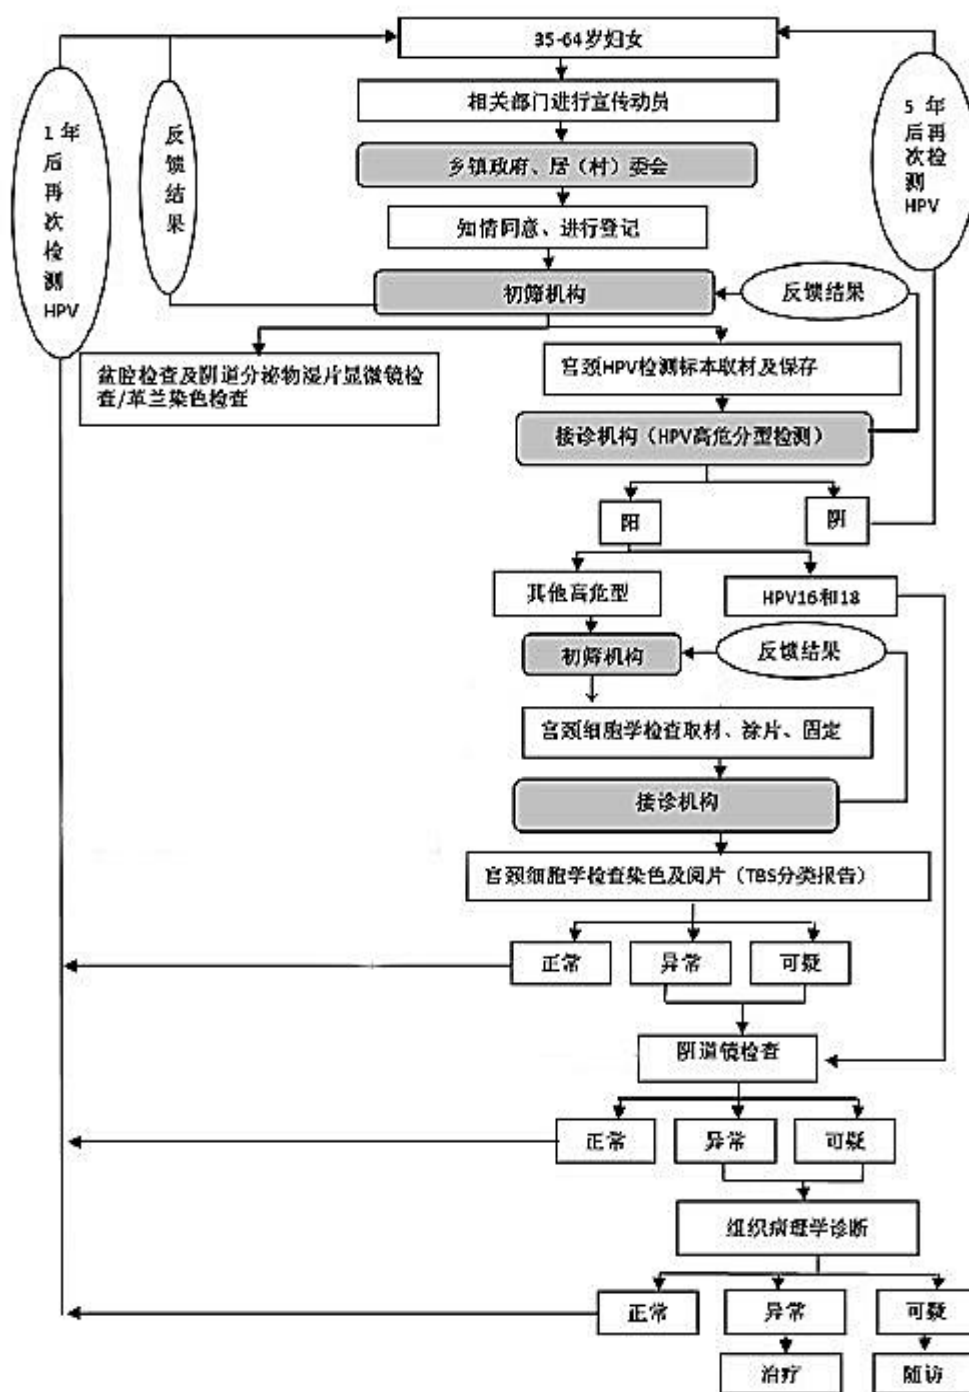 35-64岁妇女
相关部门进行宣传动员
乡镇政府、居（村）委会
知情同意、进行登记
初筛机构
反馈结果
1年
后
再
次
检
测
HPV
反
馈
结
果
5 年
后再
次检
测
HPV
盆腔检查及阴道分泌物湿片显微镜检
查/革兰染色检查
宫颈HPV检测标本取材及保存
接诊机构（HPV高危分型检测）
阳
阴
其他高危型
HPV16和18
初筛机构
反馈结果
宫颈细胞学检查取材、涂片、固定
接诊机构
宫颈细胞学检查染色及阅片（TBS分类报告）
正常
异常
可疑
阴道镜检查
正常
异常
可疑
组织病理学诊断
正常
异常
可疑
治疗
随访